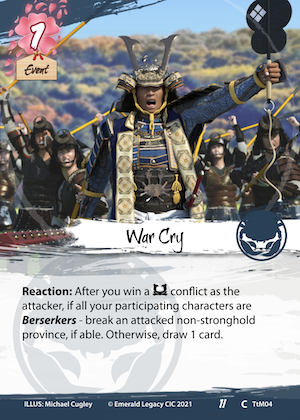 1
Event
War Cry
Reaction: After you win a conflict as the
attacker, if all your participating characters are
Berserkers - break an attacked non-stronghold
province, if able. Otherwise, draw 1 card.
ILLUS: Michael Cugley
© Emerald Legacy CIC 2021
C TtM04